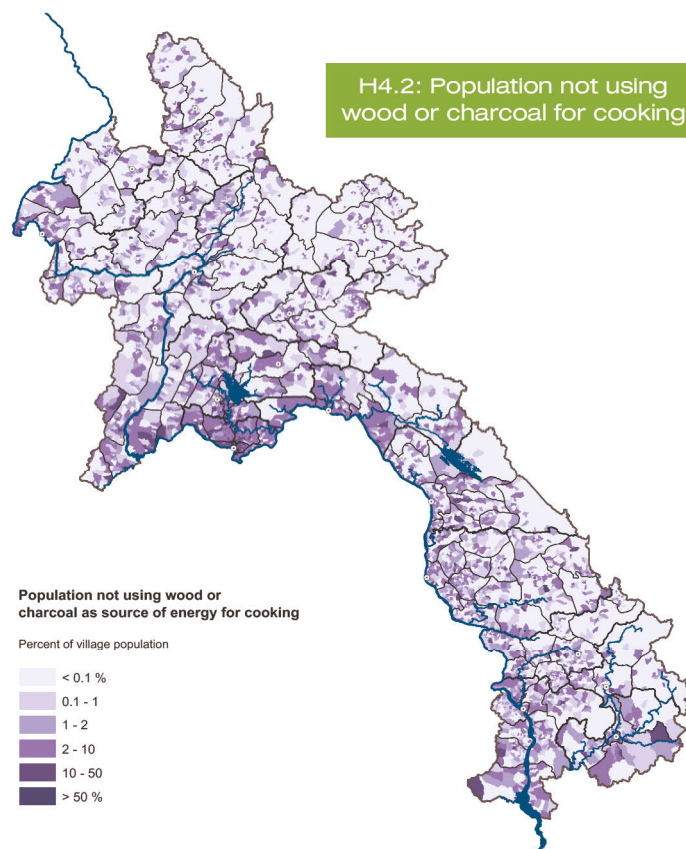 H4.2: Population not using
wood or charcoal for cooking
Population not using wood or
charcoal as source of energy for cooking
Percent of village population
< 0.1 %
0.1 - 1
1 - 2
2 - 10
10 - 50
> 50 %